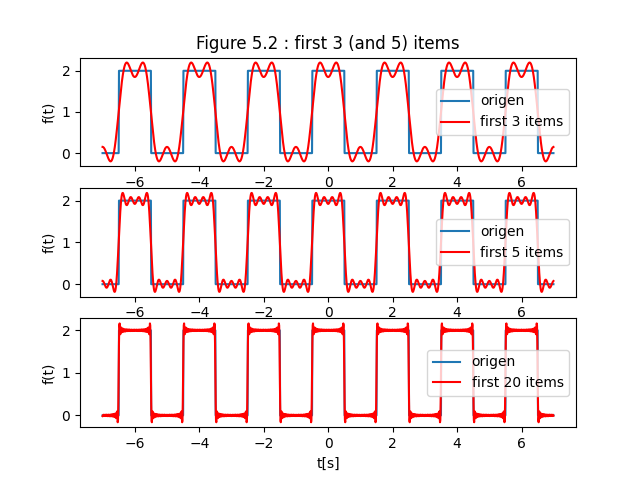 Figure 5.2 : first 3 (and 5) items
2
1
0
f(t)
origen
first 3 items
−6 −4 −2 0 2 4 6
2
1
0
f(t)
origen
first 5 items
−6 −4 −2 0 2 4 6
2
1
0
f(t)
origen
first 20 items
−6 −4 −2 0 2 4 6
t[s]